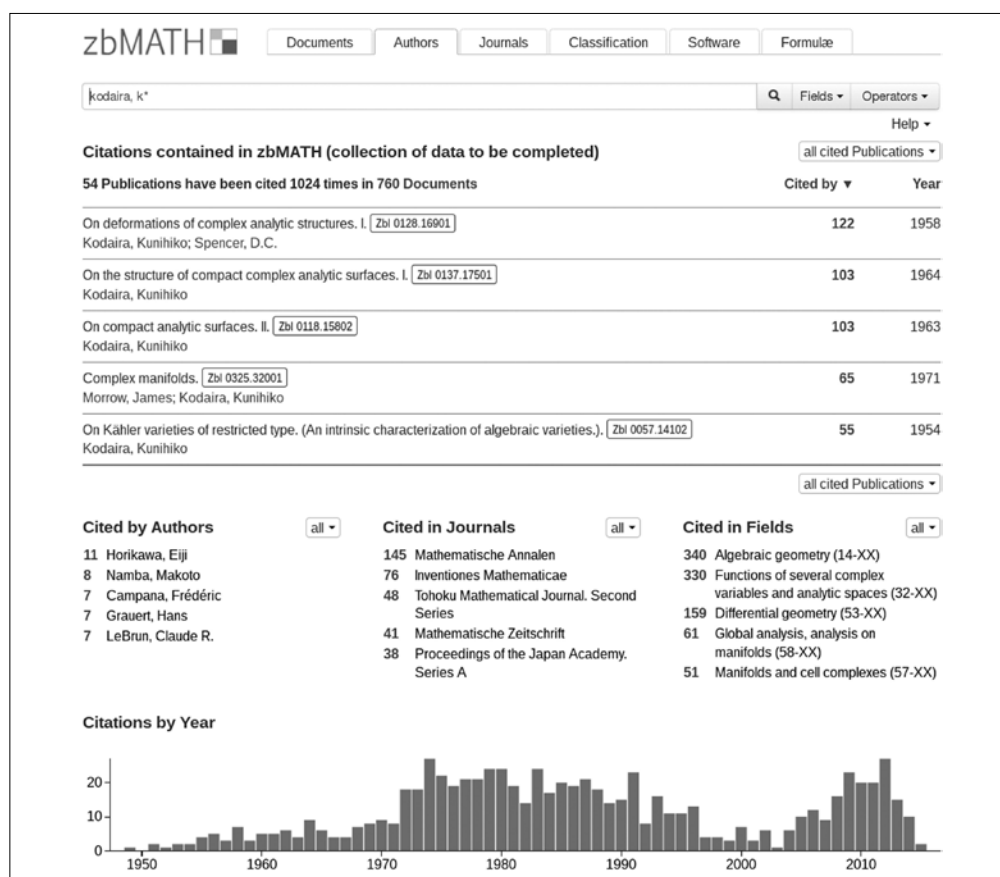 zbMATH
Documents
Authors
Journals
Classification
Software
Formulæ
kodaira, k*
Fields
Operators
Help
Citations contained in zbMATH (collection of data to be completed)
all cited Publications
54 Publications have been cited 1024 times in 760 Documents
Cited by ▼
Year
On deformations of complex analytic structures. I. Zbl 0128.16901
122
1958
Kodaira, Kunihiko; Spencer, D.C.
On the structure of compact complex analytic surfaces. I. Zbl 0137.17501
103
1964
Kodaira, Kunihiko
On compact analytic surfaces. II. Zbl 0118.15802
103
1963
Kodaira, Kunihiko
Complex manifolds. Zbl 0325.32001
65
1971
Morrow, James; Kodaira, Kunihiko
On Kähler varieties of restricted type. (An intrinsic characterization of algebraic varieties.). Zbl 0057.14102
55
1954
Kodaira, Kunihiko
all cited Publications
Cited by Authors
all
11 Horikawa, Eiji
8 Namba, Makoto
7 Campana, Frédéric
7 Grauert, Hans
7 LeBrun, Claude R.
Cited in Journals
all
145 Mathematische Annalen
76 Inventiones Mathematicae
48 Tohoku Mathematical Journal. Second
Series
41 Mathematische Zeitschrift
38 Proceedings of the Japan Academy.
Series A
Cited in Fields
all
340 Algebraic geometry (14-XX)
330 Functions of several complex
variables and analytic spaces (32-XX)
159 Differential geometry (53-XX)
61 Global analysis, analysis on
manifolds (58-XX)
51 Manifolds and cell complexes (57-XX)
Citations by Year
20
10
0
1950
1960
1970
1980
1990
2000
2010